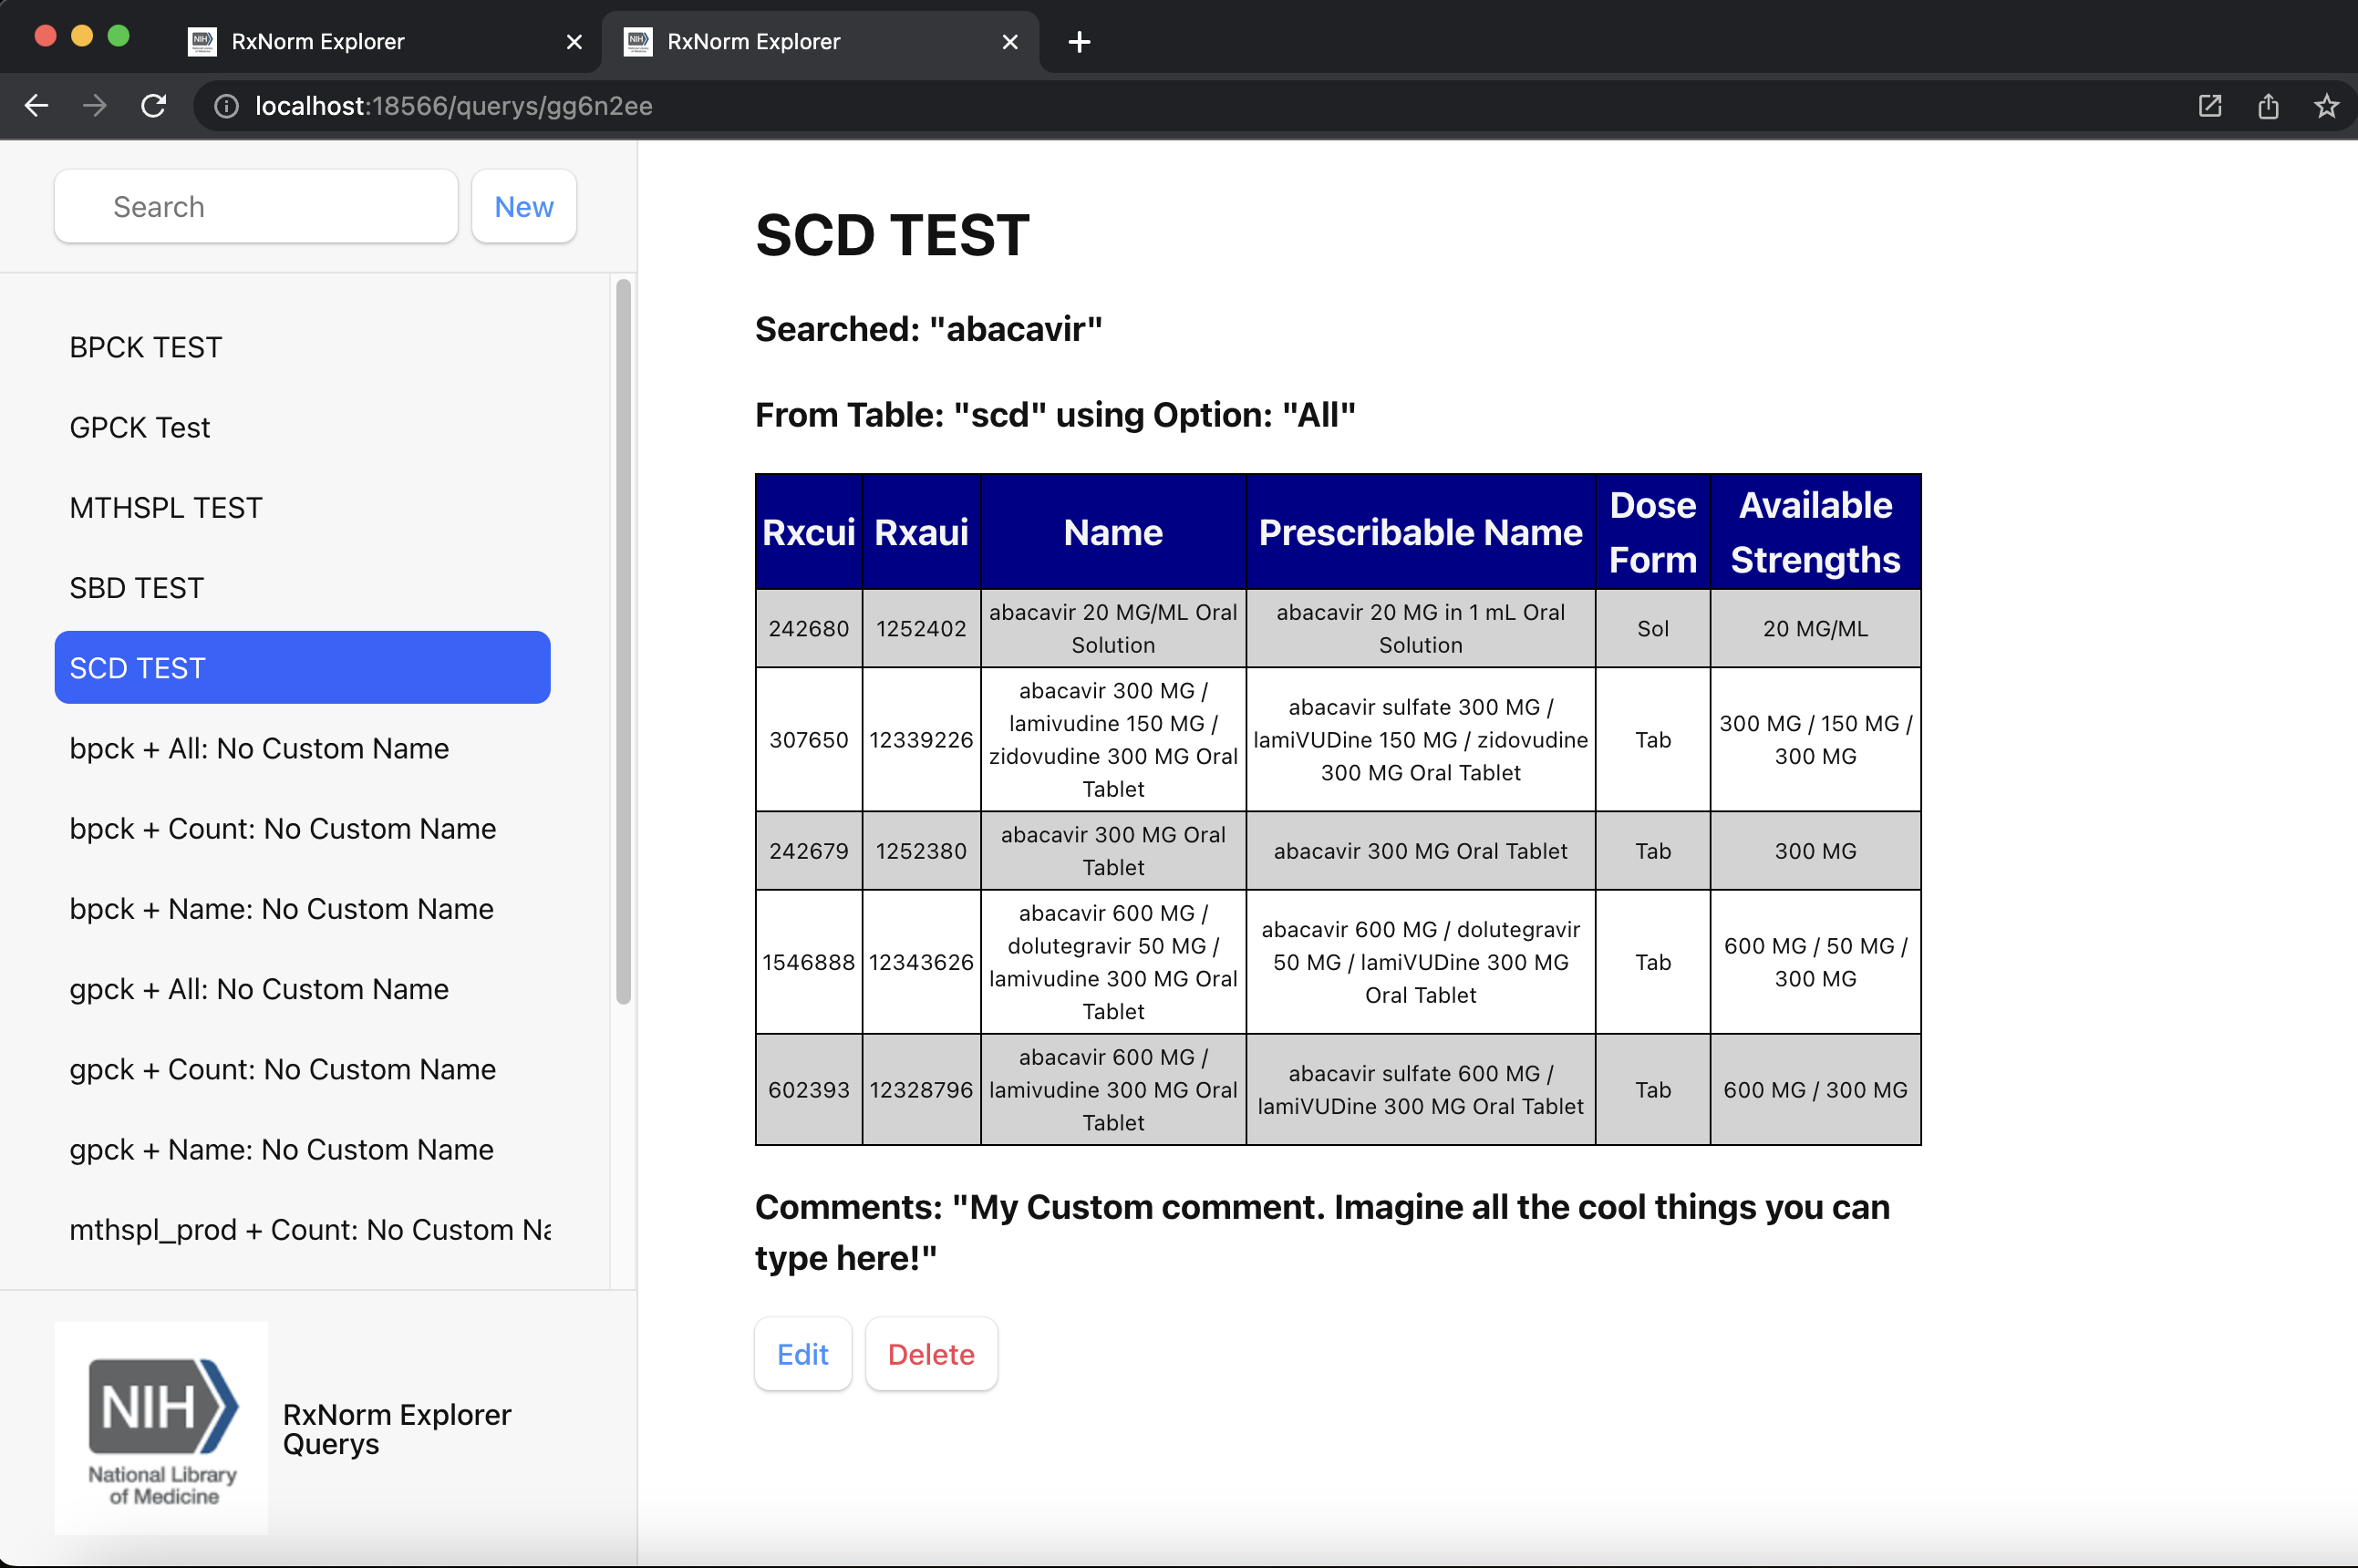 RxNorm Explorer
RxNorm Explorer
localhost:18566/querys/gg6n2ee
Search
New
BPCK TEST
GPCK Test
MTHSPL TEST
SBD TEST
SCD TEST
bpck + All: No Custom Name
bpck + Count: No Custom Name
bpck + Name: No Custom Name
gpck + All: No Custom Name
gpck + Count: No Custom Name
gpck + Name: No Custom Name
mthspl_prod + Count: No Custom Na
NIH
National Library
of Medicine
RxNorm Explorer
Querys
SCD TEST
Searched: "abacavir"
From Table: "scd" using Option: "All"
Rxcui Rxaui Name Prescribable Name Dose Form Available Strengths
242680 1252402 abacavir 20 MG/ML Oral Solution abacavir 20 MG in 1 mL Oral Solution Sol 20 MG/ML
307650 12339226 abacavir 300 MG / lamivudine 150 MG / zidovudine 300 MG Oral Tablet abacavir sulfate 300 MG / lamiVUDine 150 MG / zidovudine 300 MG Oral Tablet Tab 300 MG / 150 MG / 300 MG
242679 1252380 abacavir 300 MG Oral Tablet abacavir 300 MG Oral Tablet Tab 300 MG
1546888 12343626 abacavir 600 MG / dolutegravir 50 MG / lamivudine 300 MG Oral Tablet abacavir 600 MG / dolutegravir 50 MG / lamiVUDine 300 MG Oral Tablet Tab 600 MG / 50 MG / 300 MG
602393 12328796 abacavir 600 MG / lamivudine 300 MG Oral Tablet abacavir sulfate 600 MG / lamiVUDine 300 MG Oral Tablet Tab 600 MG / 300 MG
Comments: "My Custom comment. Imagine all the cool things you can
type here!"
Edit
Delete